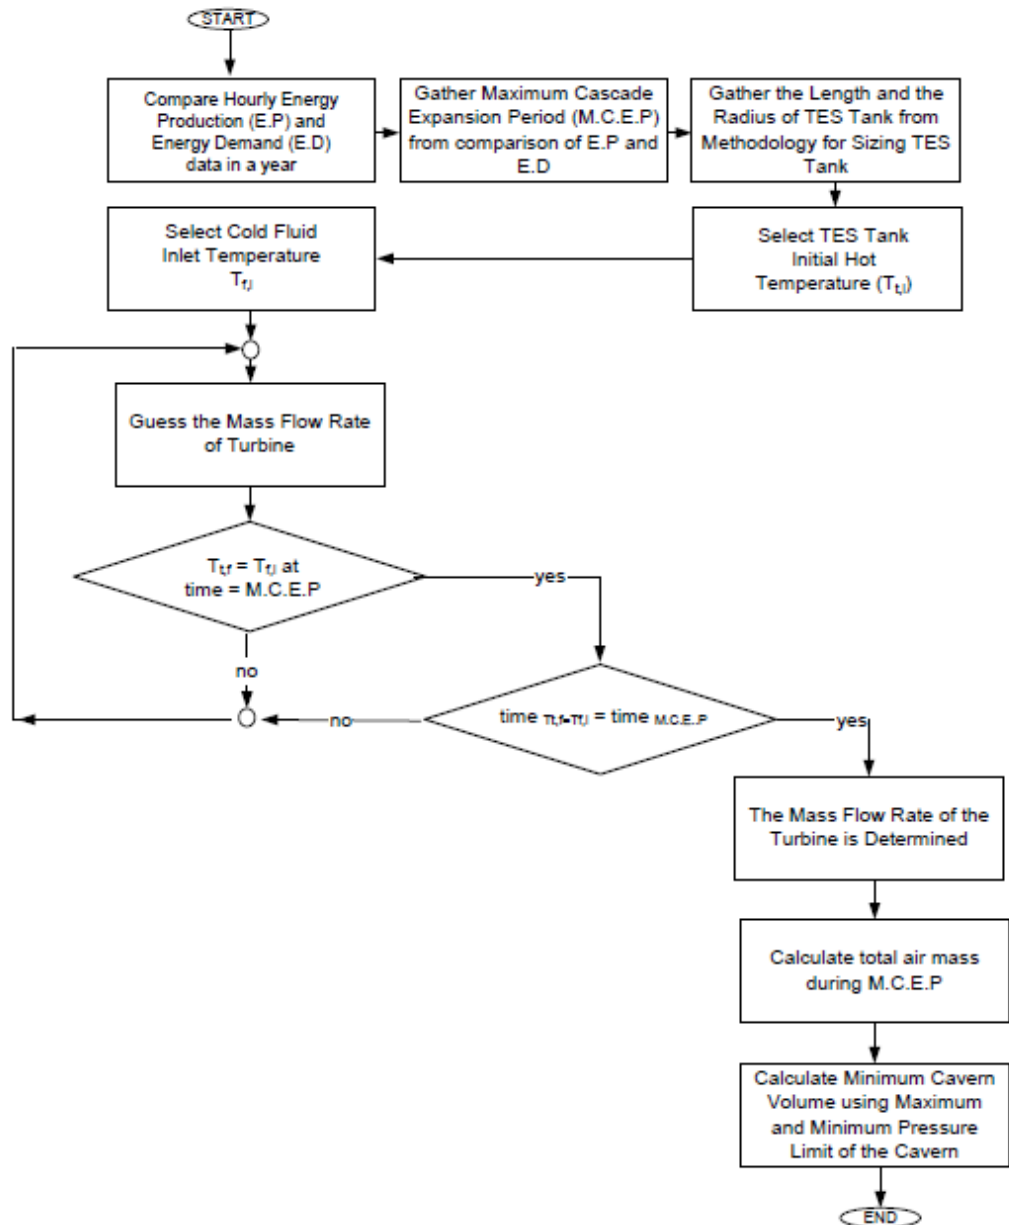 START
Compare Hourly Energy
Production (E.P) and
Energy Demand (E.D)
data in a year
Gather Maximum Cascade
Expansion Period (M.C.E.P)
from comparison of E.P and
E.D
Gather the Length and the
Radius of TES Tank from
Methodology for Sizing TES
Tank
Select Cold Fluid
Inlet Temperature
Tf,i
Select TES Tank
Initial Hot
Temperature (Tt,i)
Guess the Mass Flow Rate
of Turbine
Tt,f = Tf,i at
time = M.C.E.P
yes
no
time Tt,f=Tf,i = time M.C.E.P
no
yes
The Mass Flow Rate of the
Turbine is Determined
Calculate total air mass
during M.C.E.P
Calculate Minimum Cavern
Volume using Maximum
and Minimum Pressure
Limit of the Cavern
END